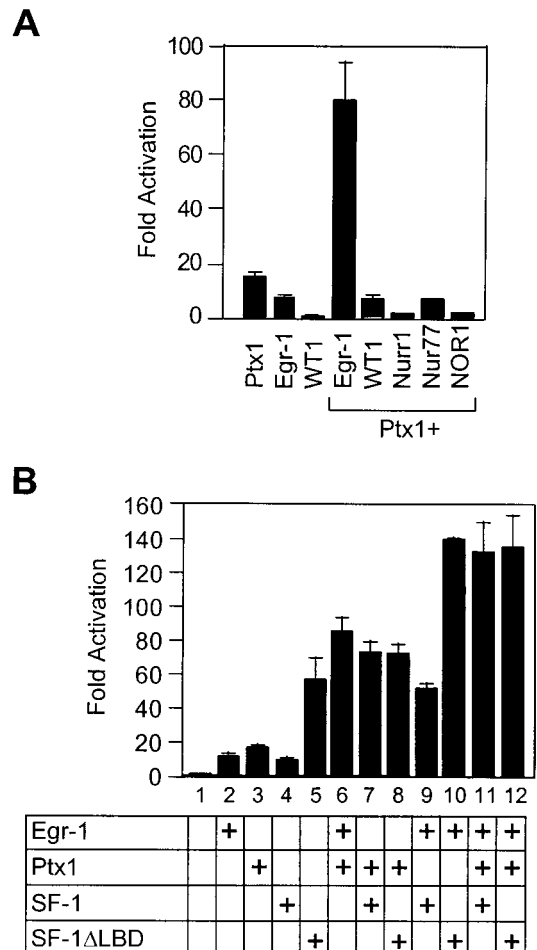 A
100
80
60
40
20
0
Fold Activation
Ptx1
Egr-1
WT1
Egr-1
WT1
Nurr1
Nur77
NOR1
Ptx1+
B
160
140
120
100
80
60
40
20
0
Fold Activation
1 2 3 4 5 6 7 8 9 10 11 12
Egr-1 + + + + + +
Ptx1 + + + + + +
SF-1 + + + +
SF-1ΔLBD + + + +